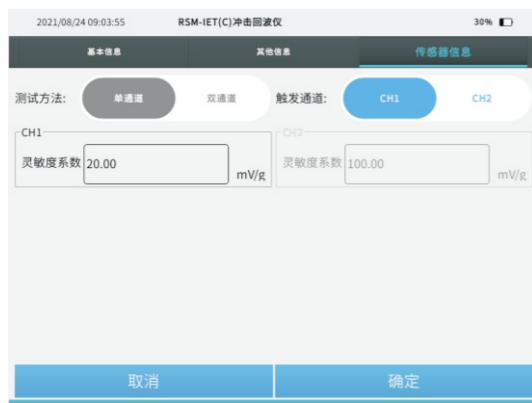 2021/08/24 09:03:55 RSM-IET(C)冲击回波仪 30%
基本信息 其他信息 传感器信息
测试方法: 单通道 双通道 触发通道: CH1 CH2
CH1 CH2
灵敏度系数 20.00 mV/g 灵敏度系数 100.00 mV/g
取消 确定